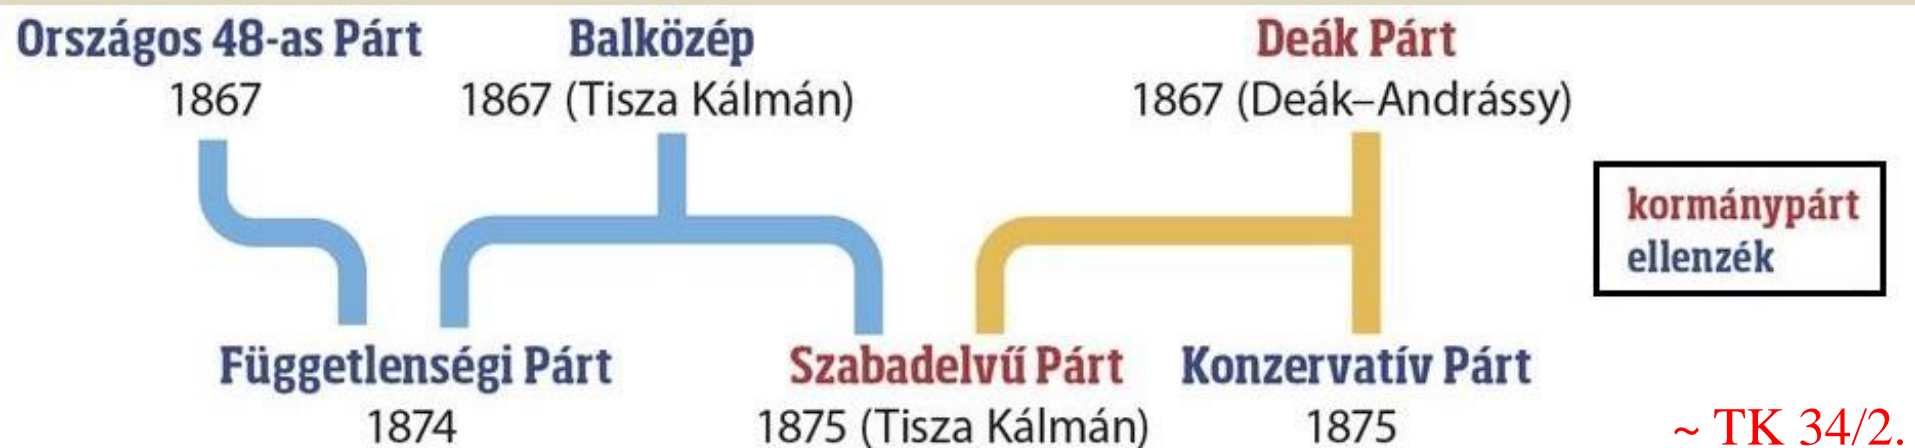 Országos 48-as Párt
1867
Balközép
1867 (Tisza Kálmán)
Deák Párt
1867 (Deák–Andrássy)
kormánypárt
ellenzék
Függetlenségi Párt
1874
Szabadelvű Párt
1875 (Tisza Kálmán)
Konzervatív Párt
1875
~ TK 34/2.